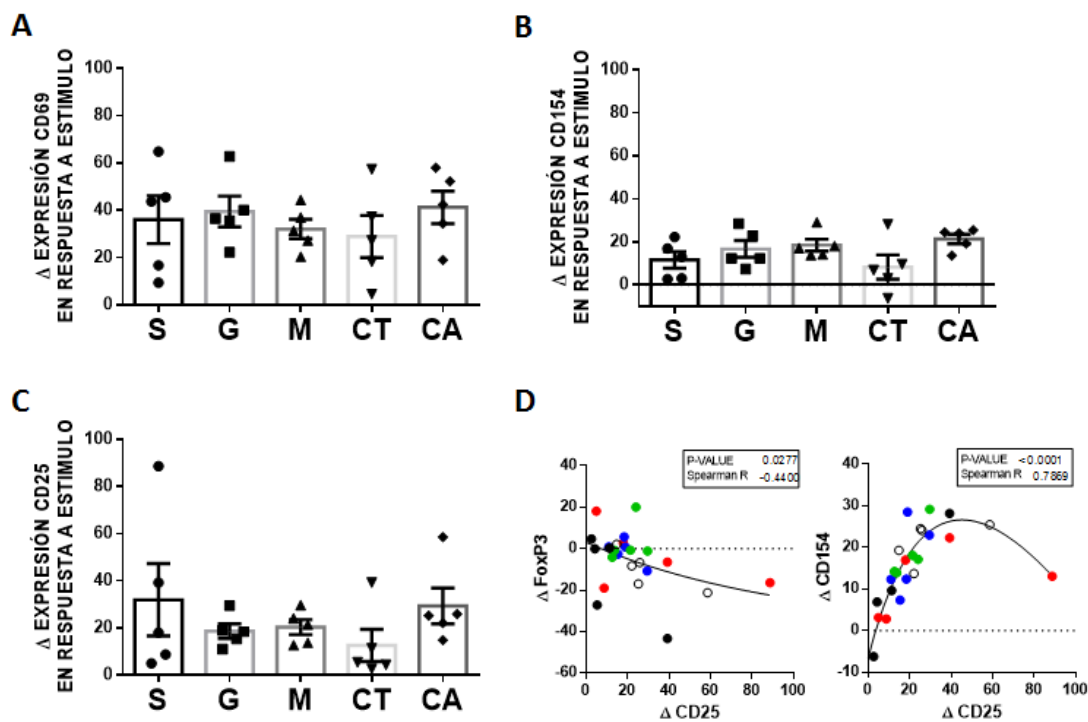 A
Δ EXPRESIÓN CD69
EN RESPUESTA A ESTIMULO
100
80
60
40
20
0
S G M CT CA
B
Δ EXPRESIÓN CD154
EN RESPUESTA A ESTIMULO
100
80
60
40
20
0
S G M CT CA
C
Δ EXPRESIÓN CD25
EN RESPUESTA A ESTIMULO
100
80
60
40
20
0
S G M CT CA
D
P-VALUE 0.0277
Spearman R -0.4400
Δ FoxP3
40
20
0
-20
-40
-60
0 20 40 60 80 100
Δ CD25
P-VALUE <0.0001
Spearman R 0.7869
Δ CD154
40
30
20
10
0
-10
0 20 40 60 80 100
Δ CD25